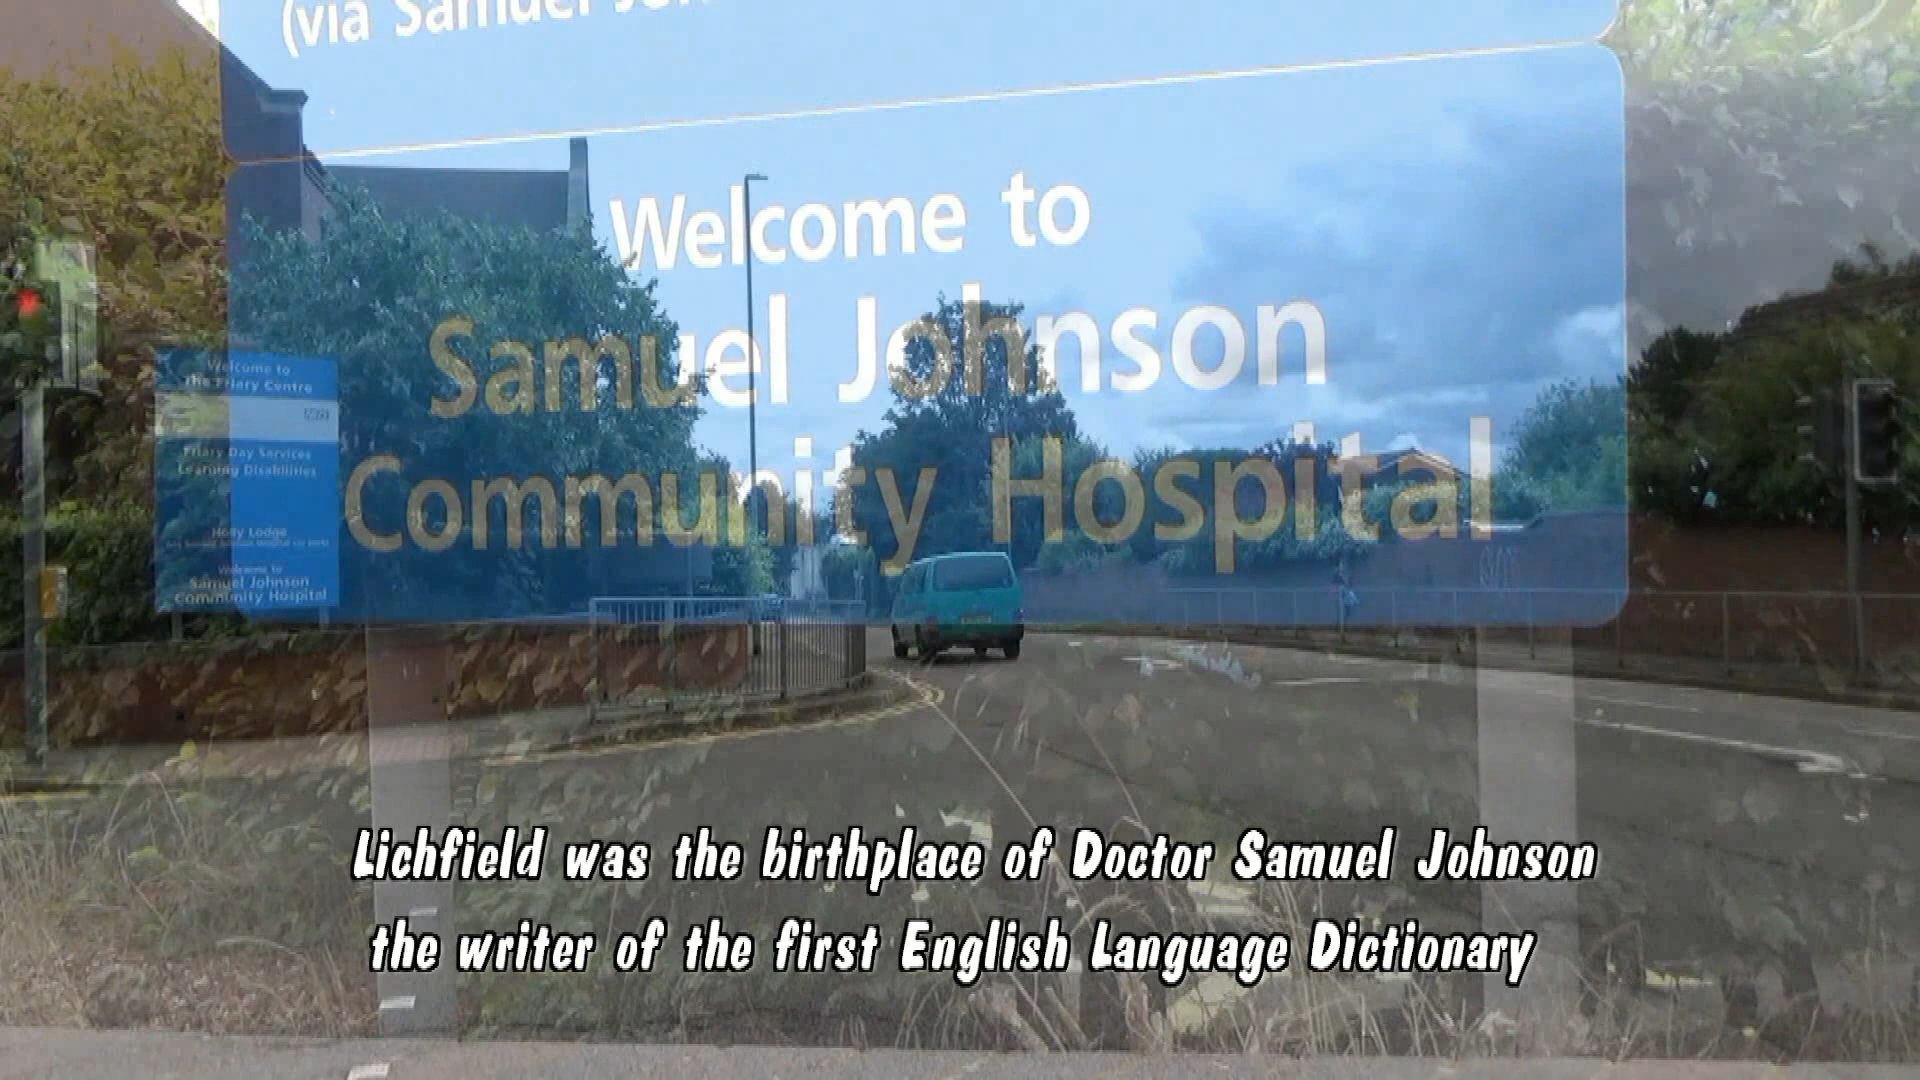 (via Samuel
Welcome to
Samuel Johnson
Community Hospital
Welcome to
The Friary Centre
Friary Day Services
Learning Disabilities
Holly Lodge
Welcome to
Samuel Johnson
Community Hospital
Lichfield was the birthplace of Doctor Samuel Johnson
the writer of the first English Language Dictionary